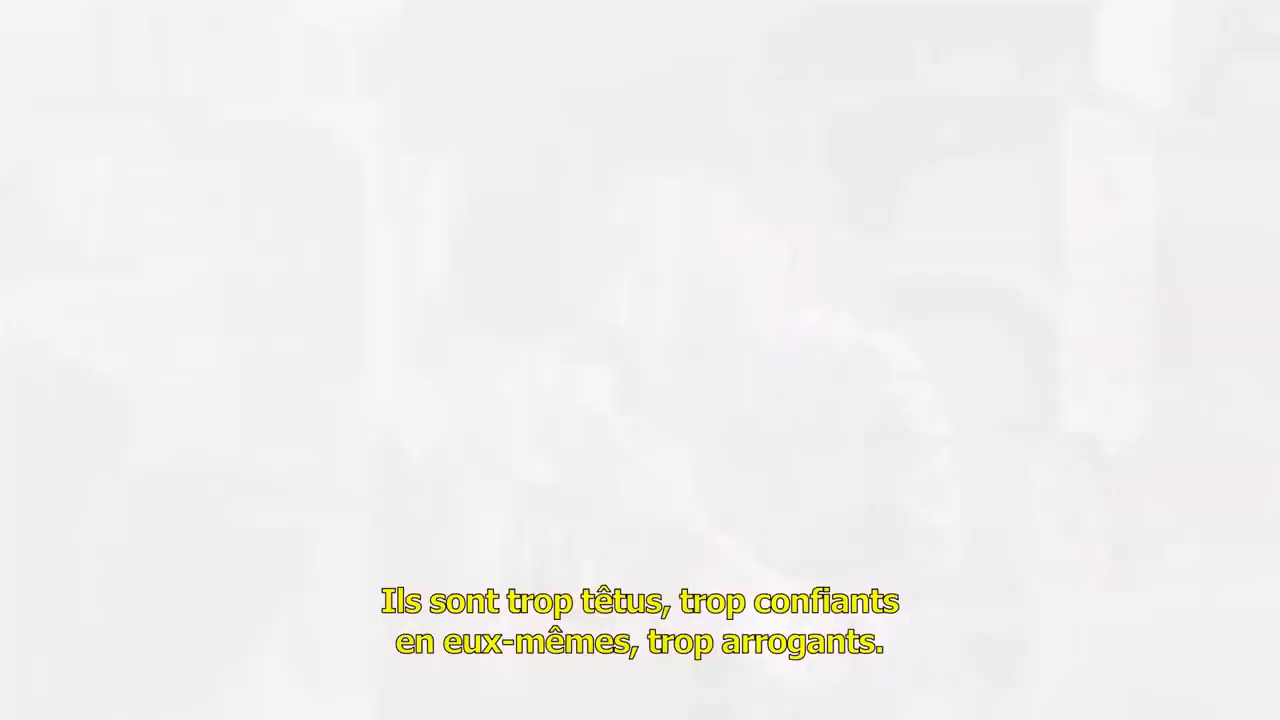 Ils sont trop têtus, trop confiants
en eux-mêmes, trop arrogants.